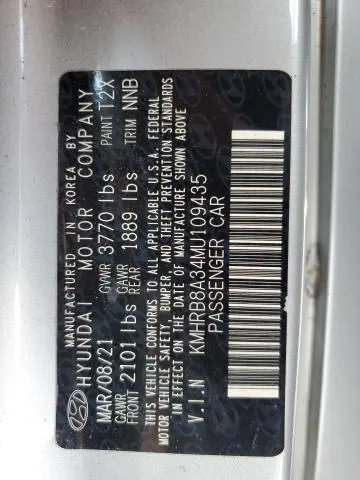 MANUFACTURED IN KOREA BY
HYUNDAI MOTOR COMPANY
MAR/08/21 GVWR 3770 lbs PAINT T2X
GAWR FRONT 2101 lbs GAWR REAR 1889 lbs TRIM NNB
THIS VEHICLE CONFORMS TO ALL APPLICABLE U.S.A. FEDERAL
MOTOR VEHICLE SAFETY, BUMPER, AND THEFT PREVENTION STANDARDS
IN EFFECT ON THE DATE OF MANUFACTURE SHOWN ABOVE
V.I.N KMHRB8A34MU109435
PASSENGER CAR